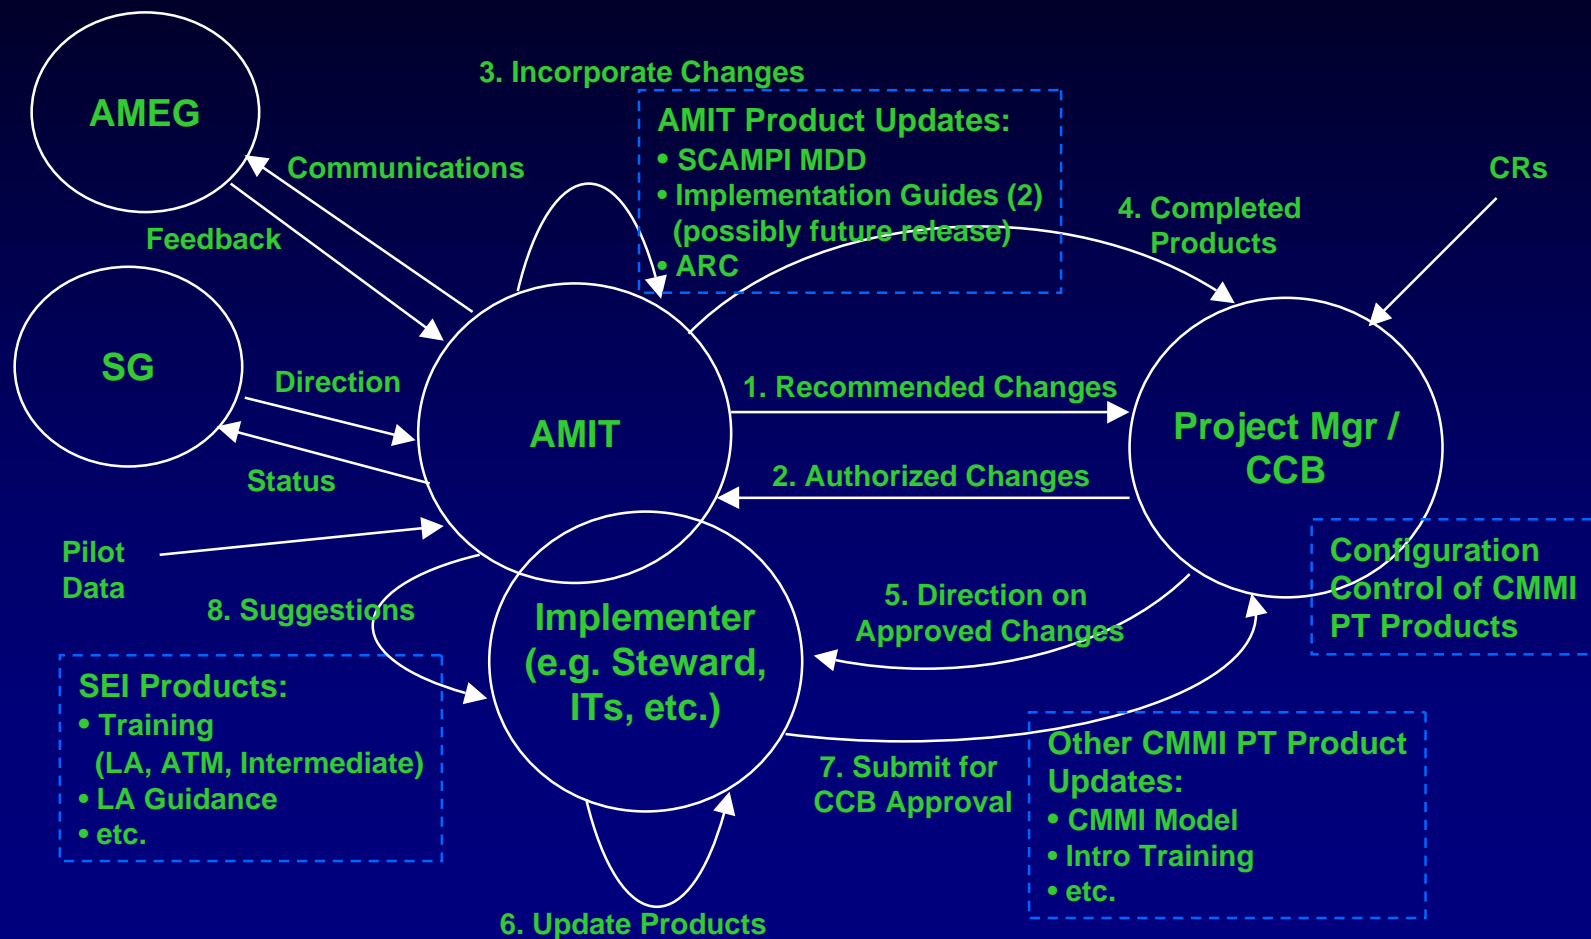 3. Incorporate Changes
AMEG
AMIT Product Updates:
• SCAMPI MDD
• Implementation Guides (2)
(possibly future release)
• ARC
Communications
CRs
4. Completed
Products
Feedback
SG
Direction
1. Recommended Changes
AMIT
Project Mgr /
CCB
Status
2. Authorized Changes
Pilot
Data
Configuration
Control of CMMI
PT Products
8. Suggestions
Implementer
(e.g. Steward,
ITs, etc.)
5. Direction on
Approved Changes
SEI Products:
• Training
(LA, ATM, Intermediate)
• LA Guidance
• etc.
7. Submit for
CCB Approval
Other CMMI PT Product
Updates:
• CMMI Model
• Intro Training
• etc.
6. Update Products